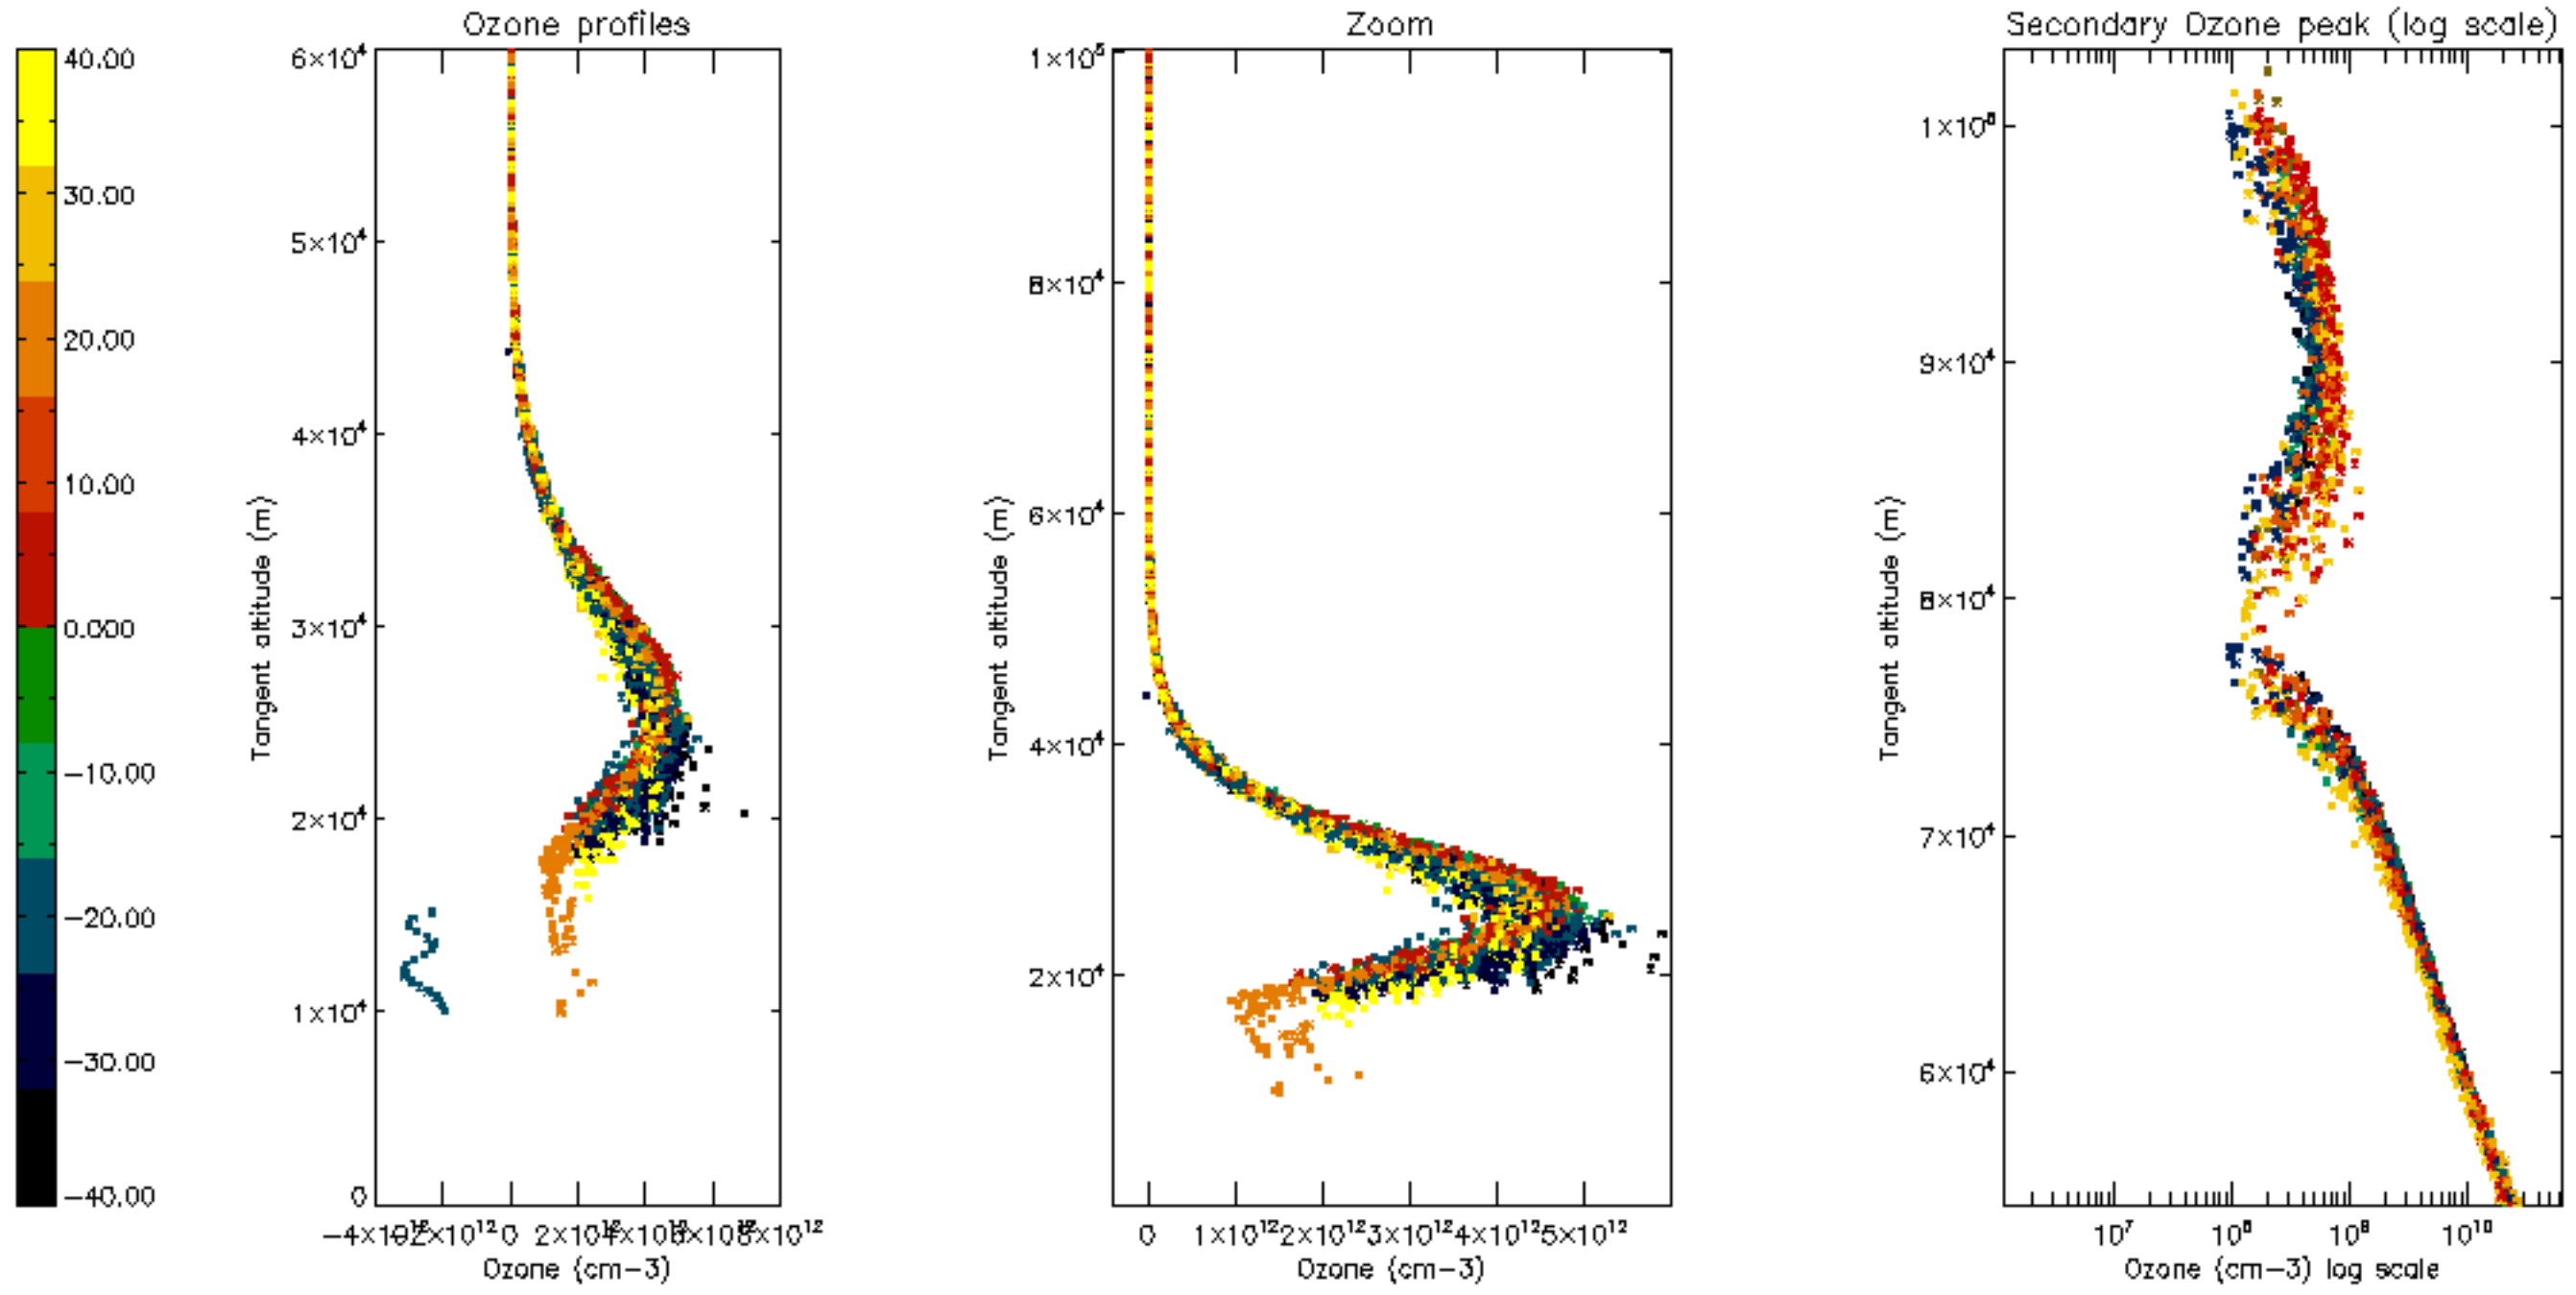 Ozone profiles
Zoom
Secondary Ozone peak (log scale)
40.00
30.00
20.00
10.00
0.000
-10.00
-20.00
-30.00
-40.00
Tangent altitude (m)
6×10⁴
5×10⁴
4×10⁴
3×10⁴
2×10⁴
1×10⁴
0
0
Ozone (cm-3)
Tangent altitude (m)
1×10⁵
8×10⁴
6×10⁴
4×10⁴
2×10⁴
0 1×10¹² 2×10¹² 3×10¹² 4×10¹² 5×10¹²
Ozone (cm-3)
Tangent altitude (m)
1×10⁵
9×10⁴
8×10⁴
7×10⁴
6×10⁴
10⁷ 10⁸ 10⁹ 10¹⁰
Ozone (cm-3) log scale